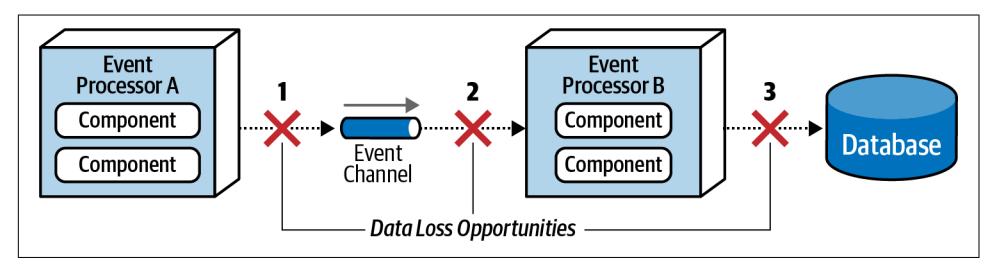 Event
Processor A
Component
Component
1
Event
Channel
2
Event
Processor B
Component
Component
3
Database
Data Loss Opportunities